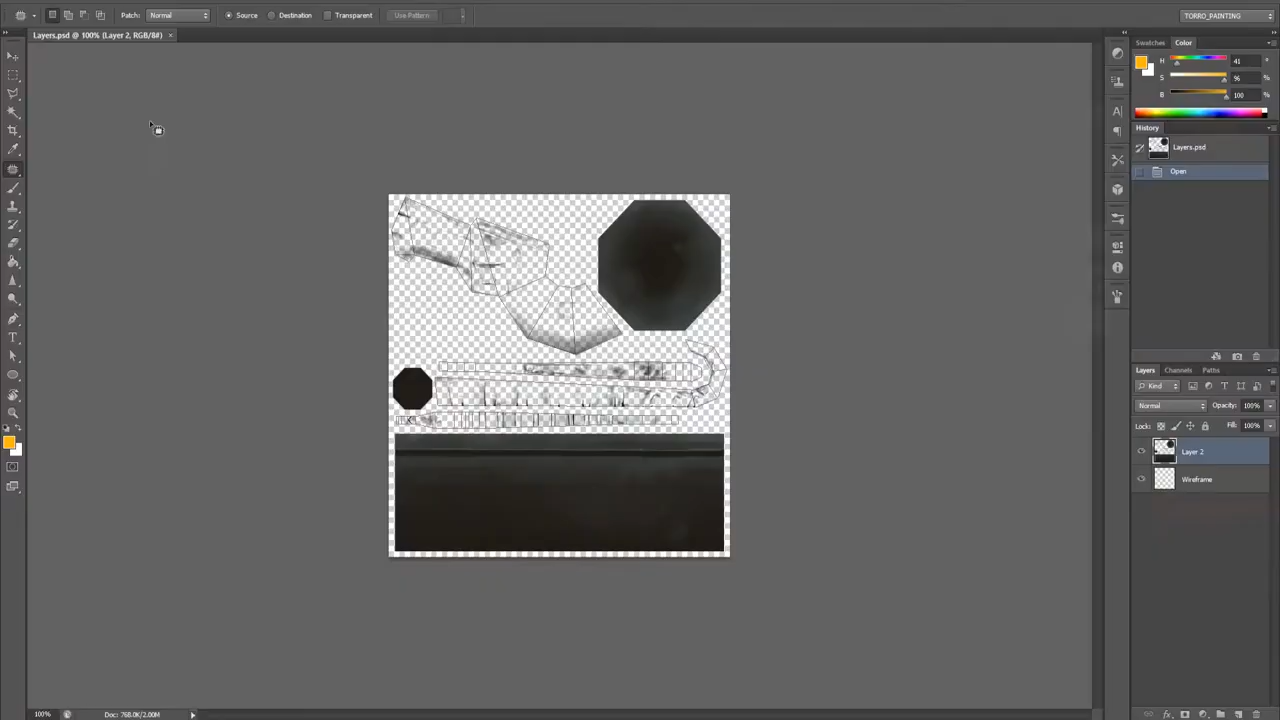 Patch: Normal Source Destination Transparent Use Pattern TORRO_PAINTING
Layers.psd @ 100% (Layer 2, RGB/8#) ×
Swatches Color
H 41 °
S 96 %
B 100 %
History
Layers.psd
Open
Layers Channels Paths
Kind
Normal Opacity: 100%
Lock: Fill: 100%
Layer 2
Wireframe
100% Doc: 768.0K/2.00M